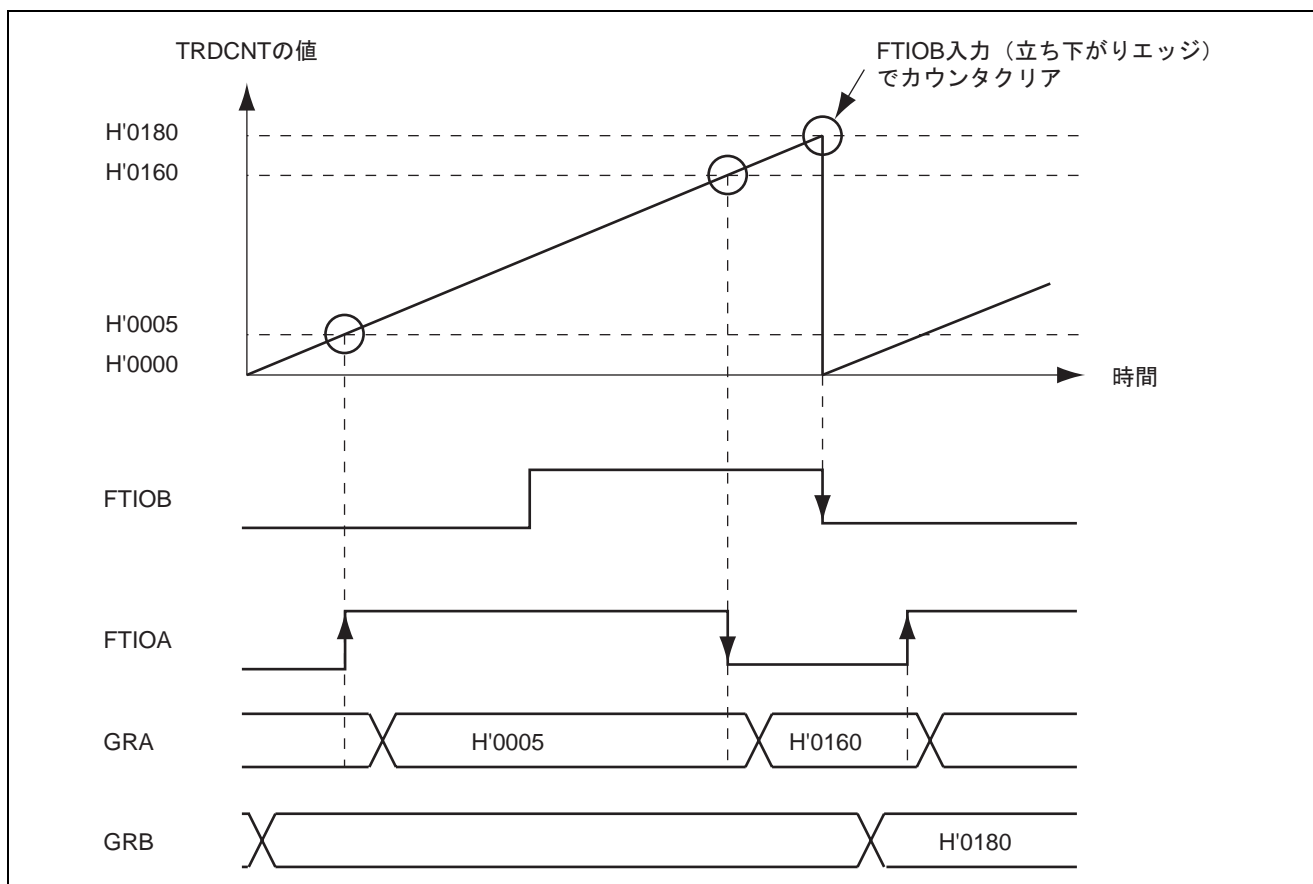 TRDCNTの値
FTIOB入力（立ち下がりエッジ）
でカウンタクリア
H'0180
H'0160
H'0005
H'0000
時間
FTIOB
FTIOA
GRA
H'0005
H'0160
GRB
H'0180